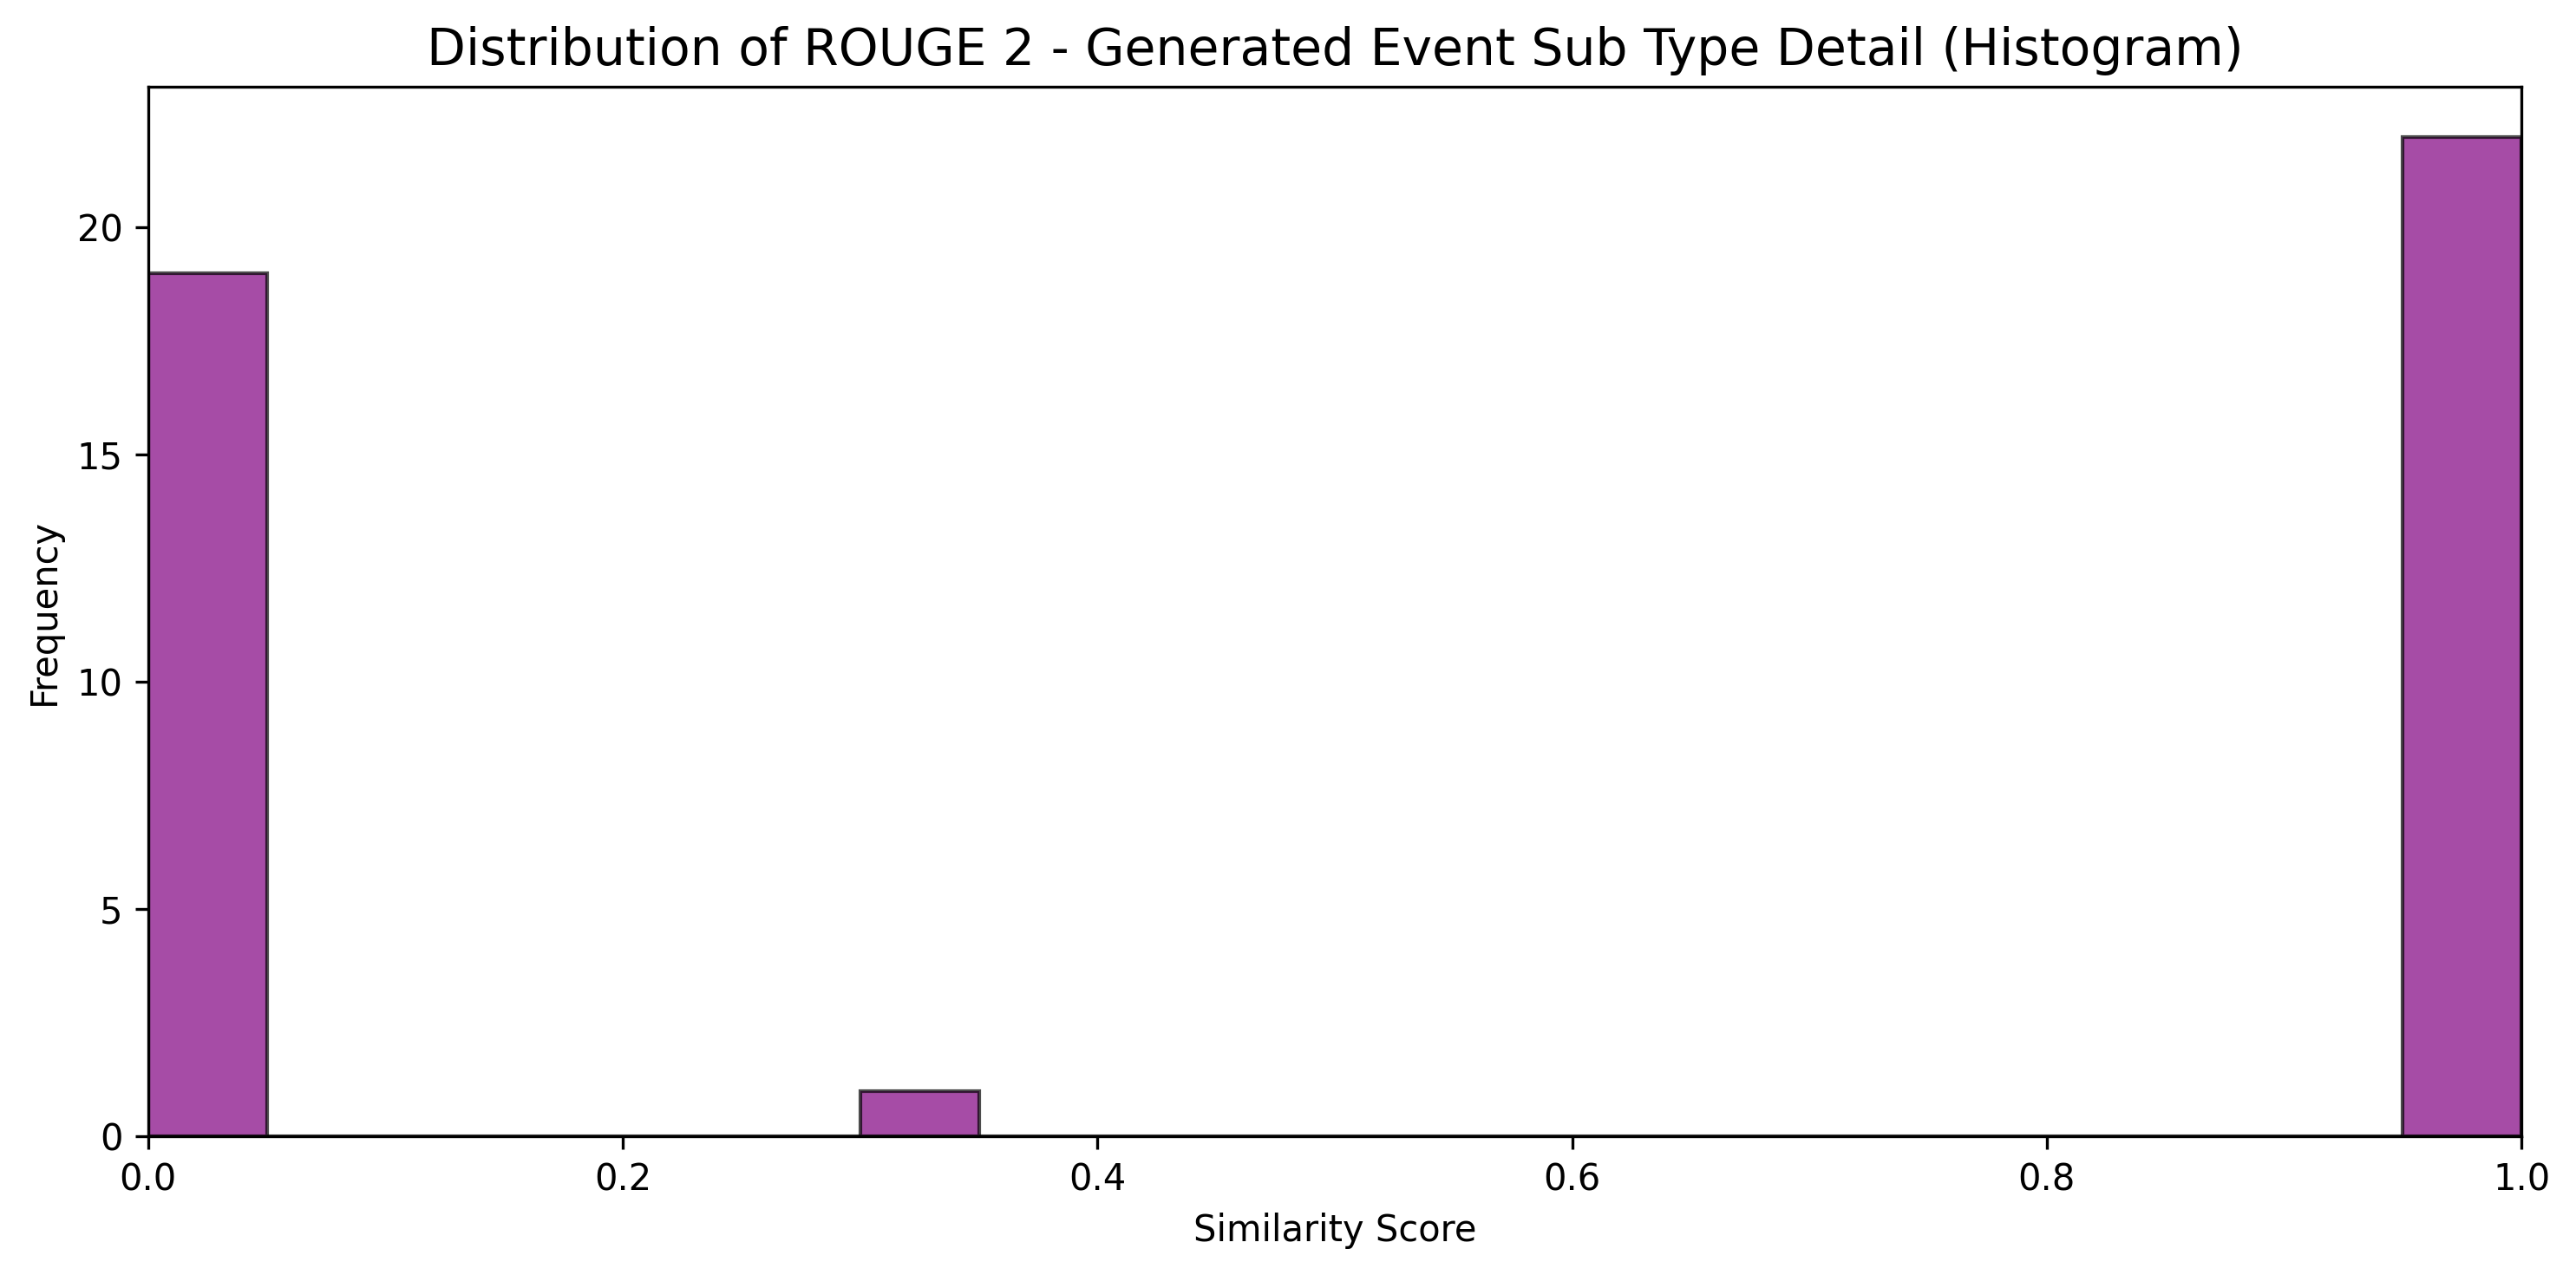 Distribution of ROUGE 2 - Generated Event Sub Type Detail (Histogram)
Frequency
20
15
10
5
0
0.0 0.2 0.4 0.6 0.8 1.0
Similarity Score